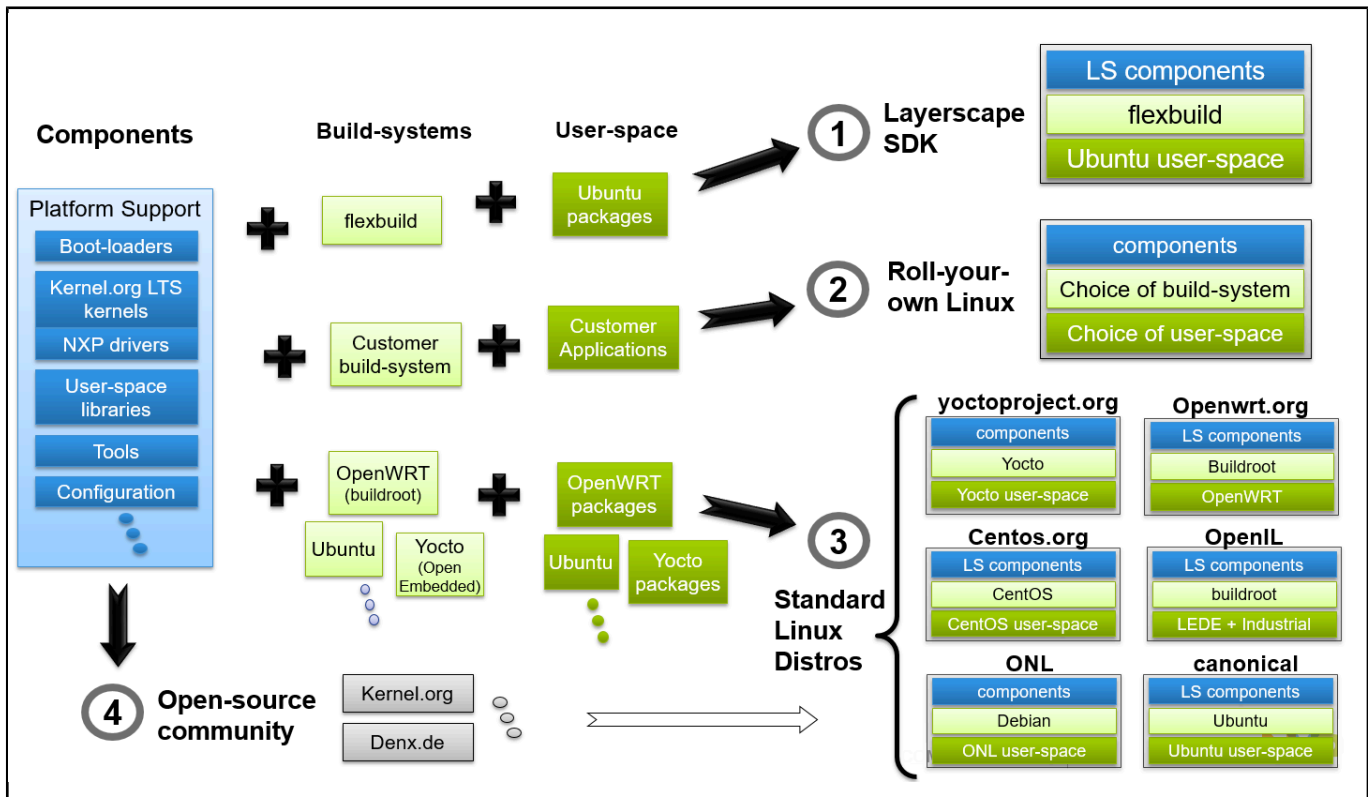 Components
Build-systems
User-space
Platform Support
Boot-loaders
Kernel.org LTS
kernels
NXP drivers
User-space
libraries
Tools
Configuration
flexbuild
Ubuntu
packages
1
Layerscape
SDK
LS components
flexbuild
Ubuntu user-space
Customer
build-system
Customer
Applications
2
Roll-your-
own Linux
components
Choice of build-system
Choice of user-space
OpenWRT
(buildroot)
Ubuntu
Yocto
(Open
Embedded)
OpenWRT
packages
Ubuntu
Yocto
packages
3
Standard
Linux
Distros
yoctoproject.org
components
Yocto
Yocto user-space
Openwrt.org
LS components
Buildroot
OpenWRT
Centos.org
LS components
CentOS
CentOS user-space
OpenIL
LS components
buildroot
LEDE + Industrial
ONL
components
Debian
ONL user-space
canonical
LS components
Ubuntu
Ubuntu user-space
4
Open-source
community
Kernel.org
Denx.de